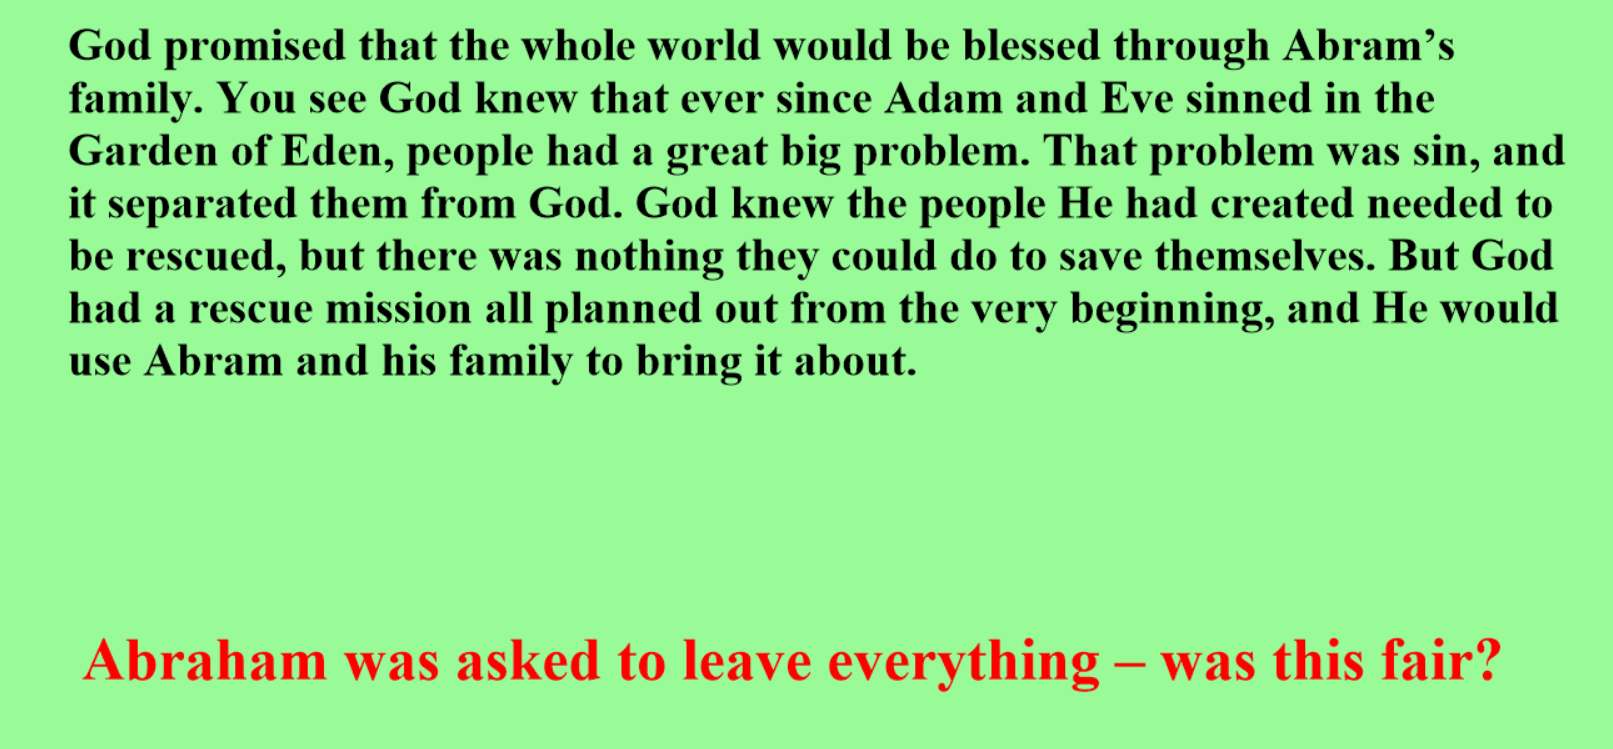 God promised that the whole world would be blessed through Abram’s
family. You see God knew that ever since Adam and Eve sinned in the
Garden of Eden, people had a great big problem. That problem was sin, and
it separated them from God. God knew the people He had created needed to
be rescued, but there was nothing they could do to save themselves. But God
had a rescue mission all planned out from the very beginning, and He would
use Abram and his family to bring it about.
Abraham was asked to leave everything – was this fair?